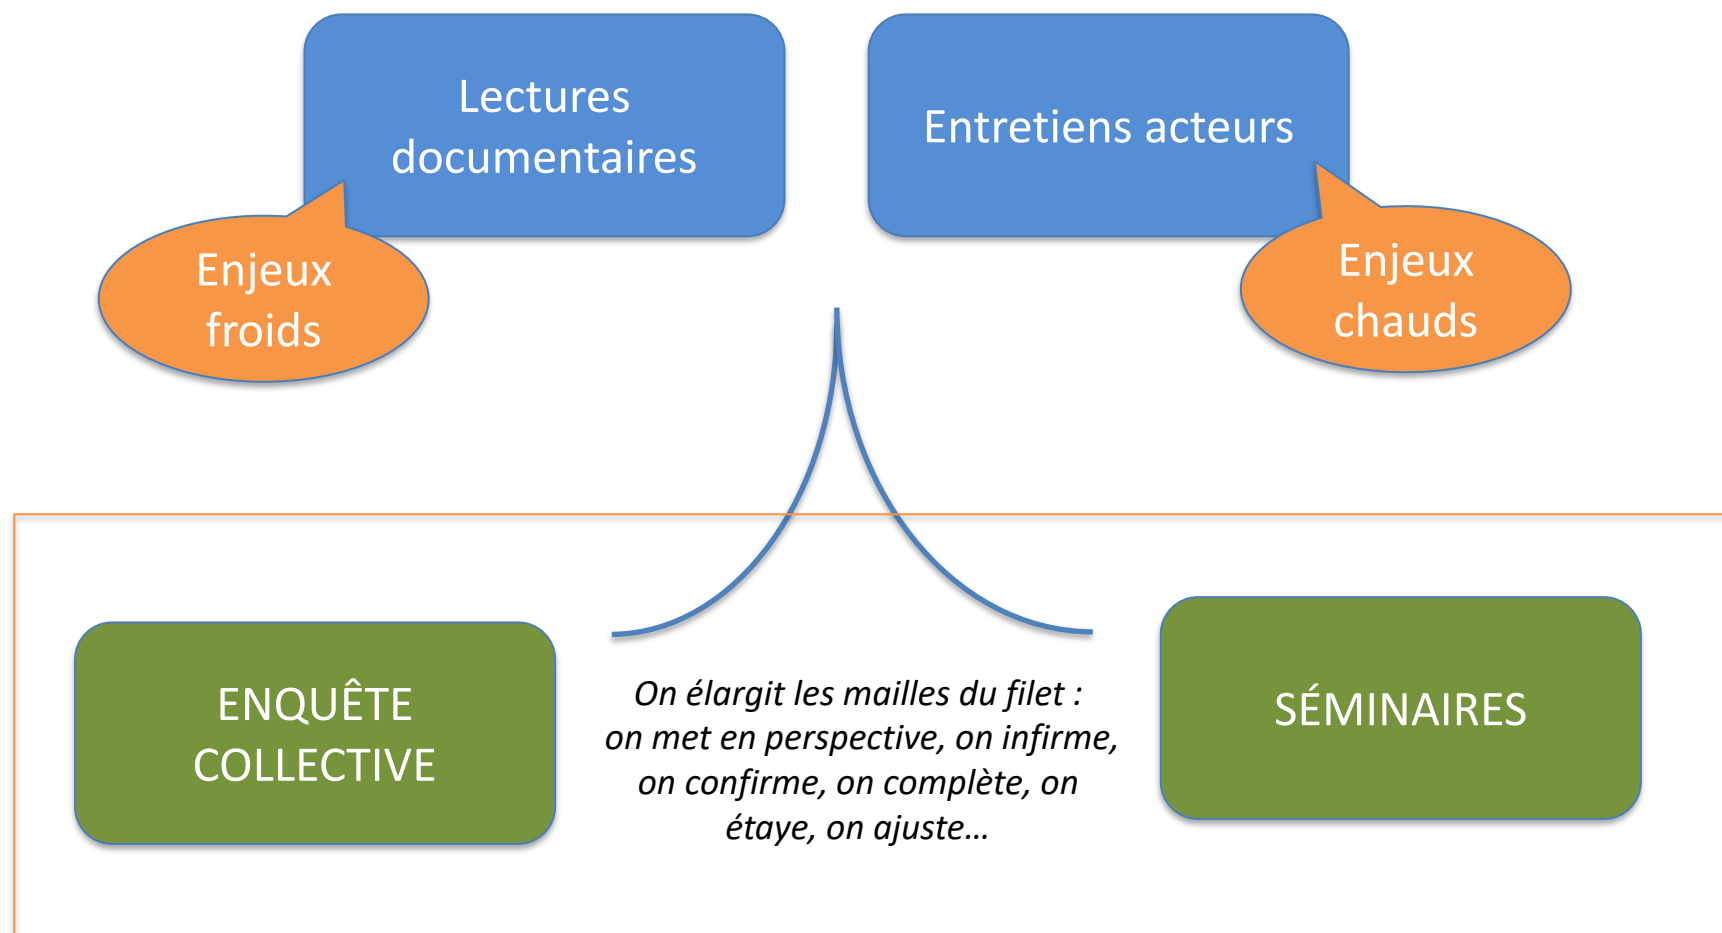 Lectures
documentaires
Entretiens acteurs
Enjeux
froids
Enjeux
chauds
ENQUÊTE
COLLECTIVE
On élargit les mailles du filet :
on met en perspective, on infirme,
on confirme, on complète, on
étaye, on ajuste…
SÉMINAIRES